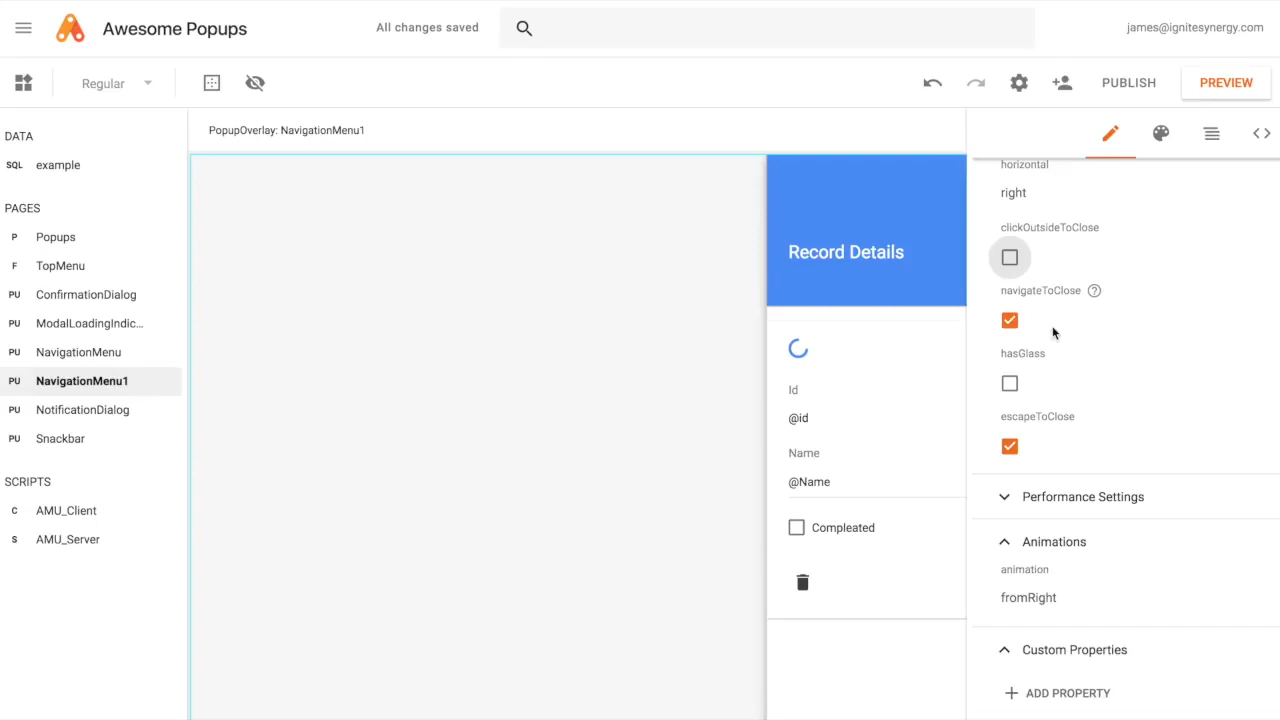 Awesome Popups
All changes saved
james@ignitesynergy.com
Regular
PUBLISH
PREVIEW
DATA
SQL example
PAGES
P Popups
F TopMenu
PU ConfirmationDialog
PU ModalLoadingIndic...
PU NavigationMenu
PU NavigationMenu1
PU NotificationDialog
PU Snackbar
SCRIPTS
C AMU_Client
S AMU_Server
PopupOverlay: NavigationMenu1
Record Details
Id
@id
Name
@Name
Compleated
horizontal
right
clickOutsideToClose
navigateToClose ?
hasGlass
escapeToClose
Performance Settings
Animations
animation
fromRight
Custom Properties
ADD PROPERTY